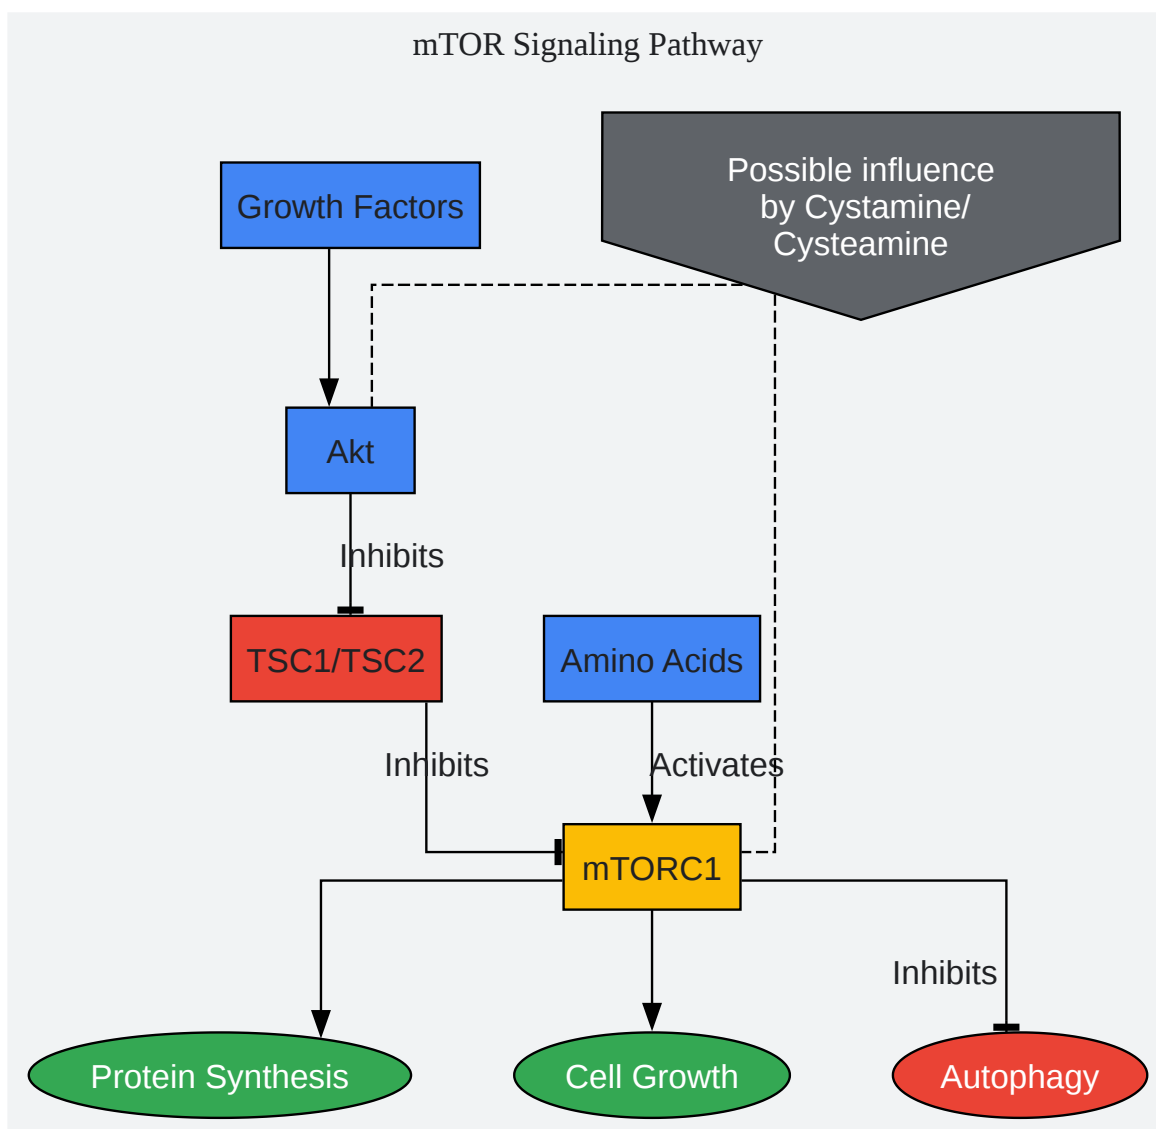 mTOR Signaling Pathway
Possible influence
by Cystamine/
Cysteamine
Growth Factors
Akt
Inhibits
TSC1/TSC2
Amino Acids
Inhibits
Activates
mTORC1
Inhibits
Protein Synthesis
Cell Growth
Autophagy